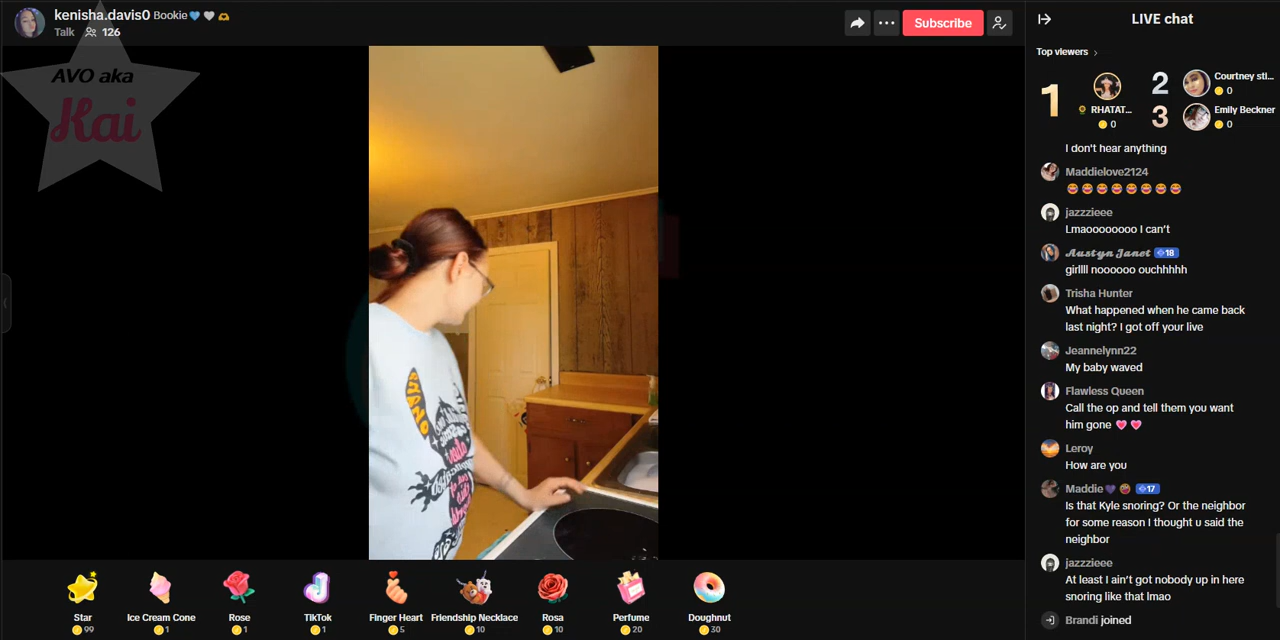 kenisha.davis0 Bookie💙🤍🫶
Talk 126
Subscribe
AVO aka
Kai
LIVE chat
Top viewers >
1
RHATAT...
0
2
Courtney sti...
0
3
Emily Beckner
0
I don't hear anything
Maddielove2124
jazzzieee
Lmaoooooooo I can't
𝓐𝓾𝓼𝓽𝔂𝓷 𝓙𝓪𝓷𝓮𝓽 18
girllll noooooo ouchhhhh
Trisha Hunter
What happened when he came back
last night? I got off your live
Jeannelynn22
My baby waved
Flawless Queen
Call the op and tell them you want
him gone 💗 💗
Leroy
How are you
Maddie💜 17
Is that Kyle snoring? Or the neighbor
for some reason I thought u said the
neighbor
jazzzieee
At least I ain't got nobody up in here
snoring like that lmao
Brandi joined
Star
99
Ice Cream Cone
1
Rose
1
TikTok
1
Finger Heart
5
Friendship Necklace
10
Rosa
10
Perfume
20
Doughnut
30